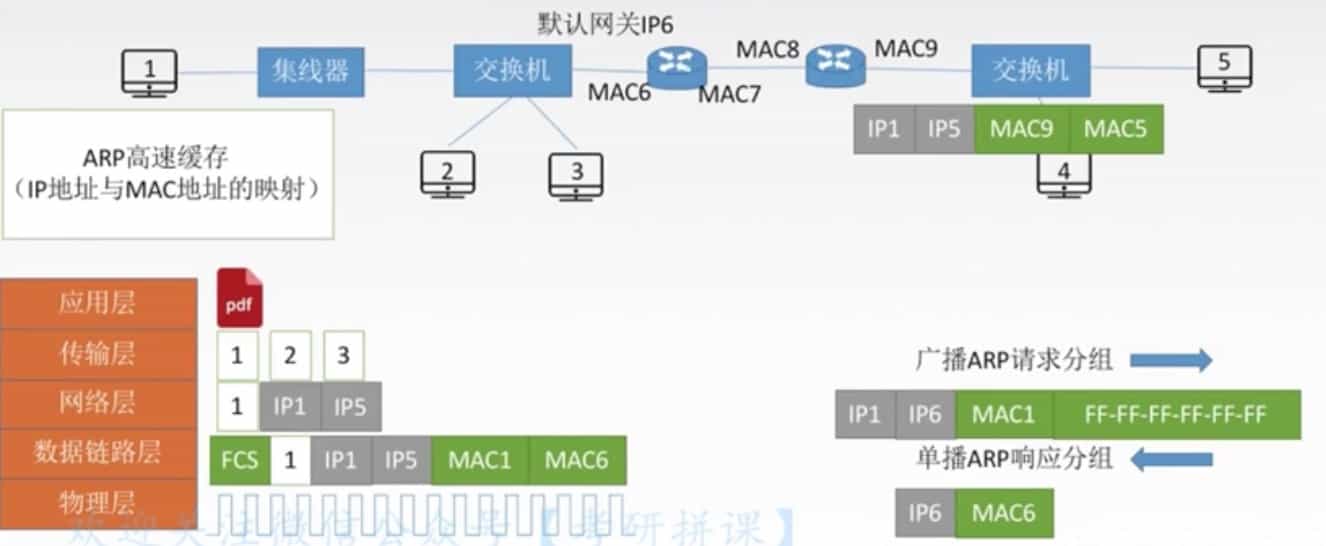 默认网关IP6
1
集线器
交换机
MAC6
MAC7
MAC8
MAC9
交换机
5
IP1 IP5 MAC9 MAC5
2
3
4
ARP高速缓存
（IP地址与MAC地址的映射）
应用层
pdf
传输层
1 2 3
网络层
1 IP1 IP5
数据链路层
FCS 1 IP1 IP5 MAC1 MAC6
物理层
广播ARP请求分组
IP1 IP6 MAC1 FF-FF-FF-FF-FF-FF
单播ARP响应分组
IP6 MAC6
欢迎关注微信公众号【考研拼课】